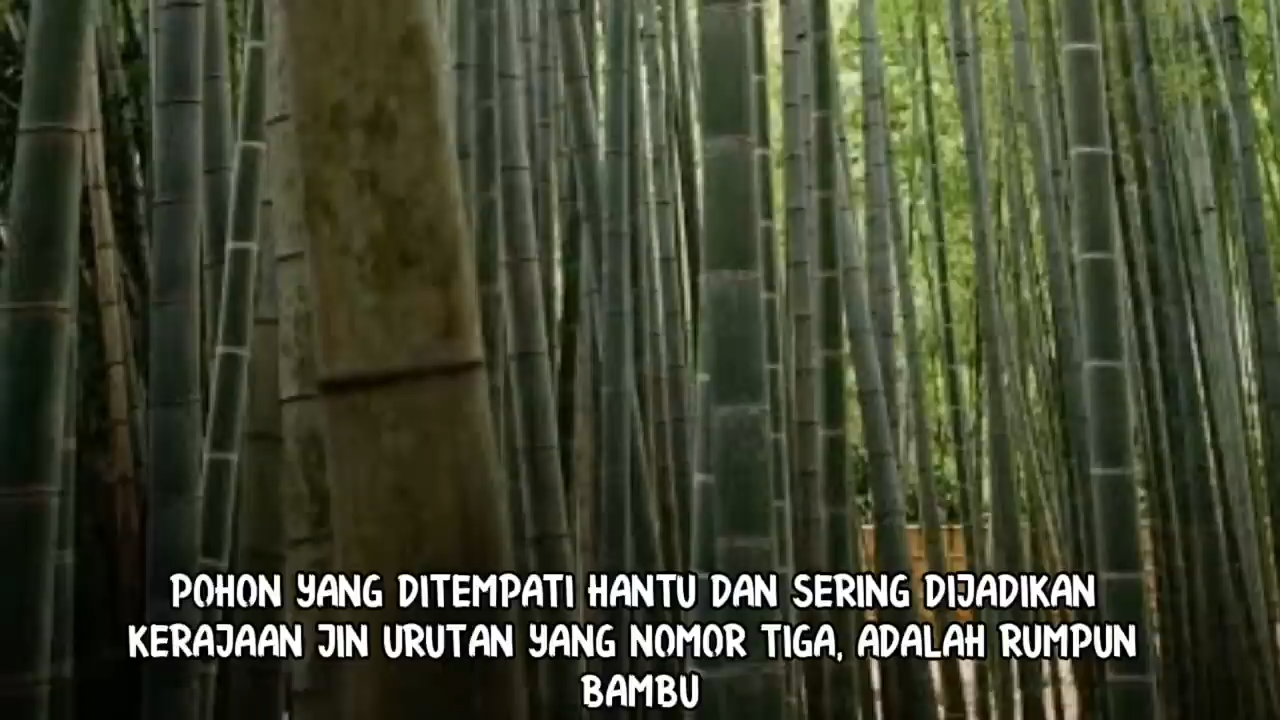 POHON YANG DITEMPATI HANTU DAN SERING DIJADIKAN
KERAJAAN JIN URUTAN YANG NOMOR TIGA, ADALAH RUMPUN
BAMBU